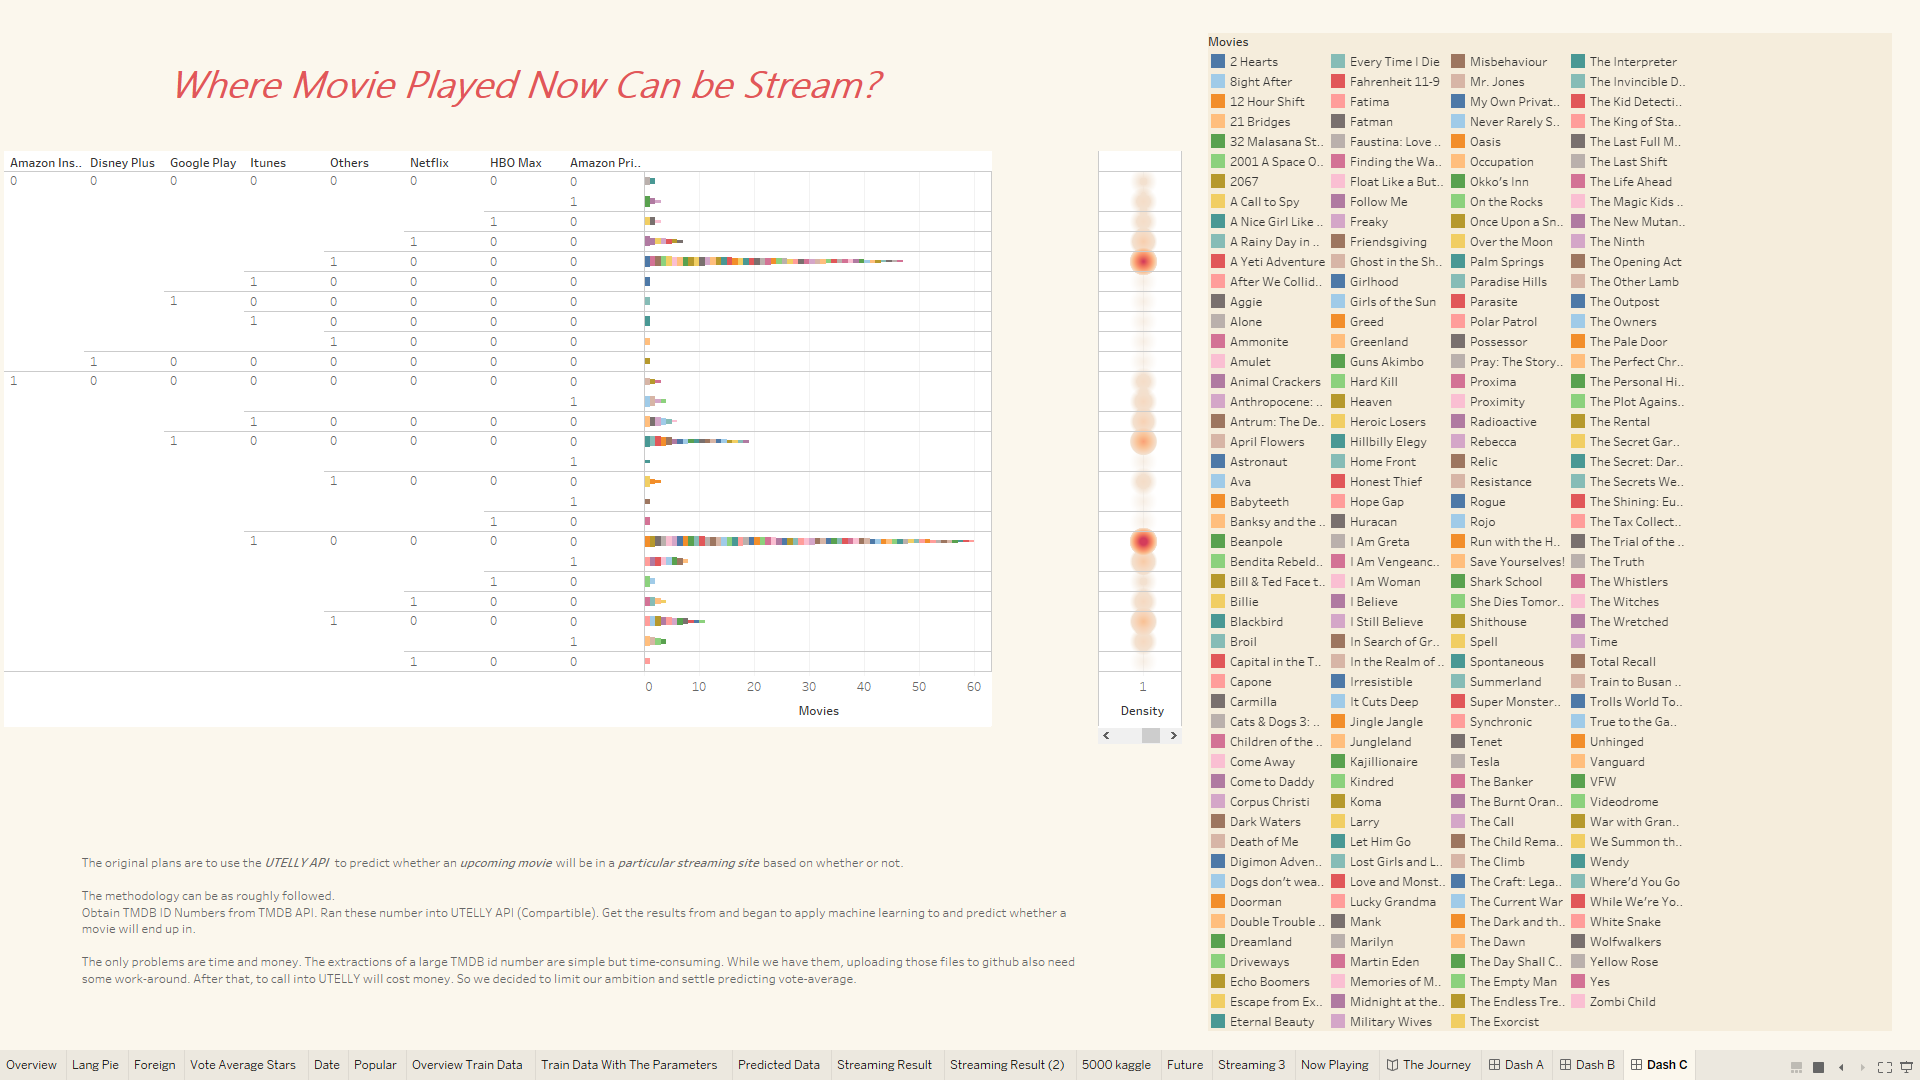 Where Movie Played Now Can be Stream?
Amazon Ins.. Disney Plus Google Play Itunes Others Netflix HBO Max Amazon Pri..
0 0 0 0 0 0 0 0
1
1 0
1 0 0
1 0 0 0
1 0 0 0 0
1 0 0 0 0 0
1 0 0 0 0
1 0 0 0
1 0 0 0 0 0 0
1 0 0 0 0 0 0 0
1
1 0 0 0 0
1 0 0 0 0 0
1
1 0 0 0
1
1 0
1 0 0 0 0
1
1 0
1 0 0
1 0 0 0
1
1 0 0
0 10 20 30 40 50 60
Movies
1
Density
Movies
2 Hearts
8ight After
12 Hour Shift
21 Bridges
32 Malasana St..
2001 A Space O..
2067
A Call to Spy
A Nice Girl Like ..
A Rainy Day in ..
A Yeti Adventure
After We Collid..
Aggie
Alone
Ammonite
Amulet
Animal Crackers
Anthropocene: ..
Antrum: The De..
April Flowers
Astronaut
Ava
Babyteeth
Banksy and the ..
Beanpole
Bendita Rebeld..
Bill & Ted Face t..
Billie
Blackbird
Broil
Capital in the T..
Capone
Carmilla
Cats & Dogs 3: ..
Children of the ..
Come Away
Come to Daddy
Corpus Christi
Dark Waters
Death of Me
Digimon Adven..
Dogs don't wea..
Doorman
Double Trouble ..
Dreamland
Driveways
Echo Boomers
Escape from Ex..
Eternal Beauty
Every Time I Die
Fahrenheit 11-9
Fatima
Fatman
Faustina: Love ..
Finding the Wa..
Float Like a But..
Follow Me
Freaky
Friendsgiving
Ghost in the Sh..
Girlhood
Girls of the Sun
Greed
Greenland
Guns Akimbo
Hard Kill
Heaven
Heroic Losers
Hillbilly Elegy
Home Front
Honest Thief
Hope Gap
Huracan
I Am Greta
I Am Vengeanc..
I Am Woman
I Believe
I Still Believe
In Search of Gr..
In the Realm of ..
Irresistible
It Cuts Deep
Jingle Jangle
Jungleland
Kajillionaire
Kindred
Koma
Larry
Let Him Go
Lost Girls and L..
Love and Monst..
Lucky Grandma
Mank
Marilyn
Martin Eden
Memories of M..
Midnight at the..
Military Wives
Misbehaviour
Mr. Jones
My Own Privat..
Never Rarely S..
Oasis
Occupation
Okko's Inn
On the Rocks
Once Upon a Sn..
Over the Moon
Palm Springs
Paradise Hills
Parasite
Polar Patrol
Possessor
Pray: The Story..
Proxima
Proximity
Radioactive
Rebecca
Relic
Resistance
Rogue
Rojo
Run with the H..
Save Yourselves!
Shark School
She Dies Tomor..
Shithouse
Spell
Spontaneous
Summerland
Super Monster..
Synchronic
Tenet
Tesla
The Banker
The Burnt Oran..
The Call
The Child Rema..
The Climb
The Craft: Lega..
The Current War
The Dark and th..
The Dawn
The Day Shall C..
The Empty Man
The Endless Tre..
The Exorcist
The Interpreter
The Invincible D..
The Kid Detecti..
The King of Sta..
The Last Full M..
The Last Shift
The Life Ahead
The Magic Kids ..
The New Mutan..
The Ninth
The Opening Act
The Other Lamb
The Outpost
The Owners
The Pale Door
The Perfect Chr..
The Personal Hi..
The Plot Agains..
The Rental
The Secret Gar..
The Secret: Dar..
The Secrets We..
The Shining: Eu..
The Tax Collect..
The Trial of the ..
The Truth
The Whistlers
The Witches
The Wretched
Time
Total Recall
Train to Busan ..
Trolls World To..
True to the Ga..
Unhinged
Vanguard
VFW
Videodrome
War with Gran..
We Summon th..
Wendy
Where'd You Go
While We're Yo..
White Snake
Wolfwalkers
Yellow Rose
Yes
Zombi Child
The original plans are to use the UTELLY API to predict whether an upcoming movie will be in a particular streaming site based on whether or not.
The methodology can be as roughly followed.
Obtain TMDB ID Numbers from TMDB API. Ran these number into UTELLY API (Compartible). Get the results from and began to apply machine learning to and predict whether a
movie will end up in.
The only problems are time and money. The extractions of a large TMDB id number are simple but time-consuming. While we have them, uploading those files to github also need
some work-around. After that, to call into UTELLY will cost money. So we decided to limit our ambition and settle predicting vote-average.
Overview Lang Pie Foreign Vote Average Stars Date Popular Overview Train Data Train Data With The Parameters Predicted Data Streaming Result Streaming Result (2) 5000 kaggle Future Streaming 3 Now Playing The Journey Dash A Dash B Dash C